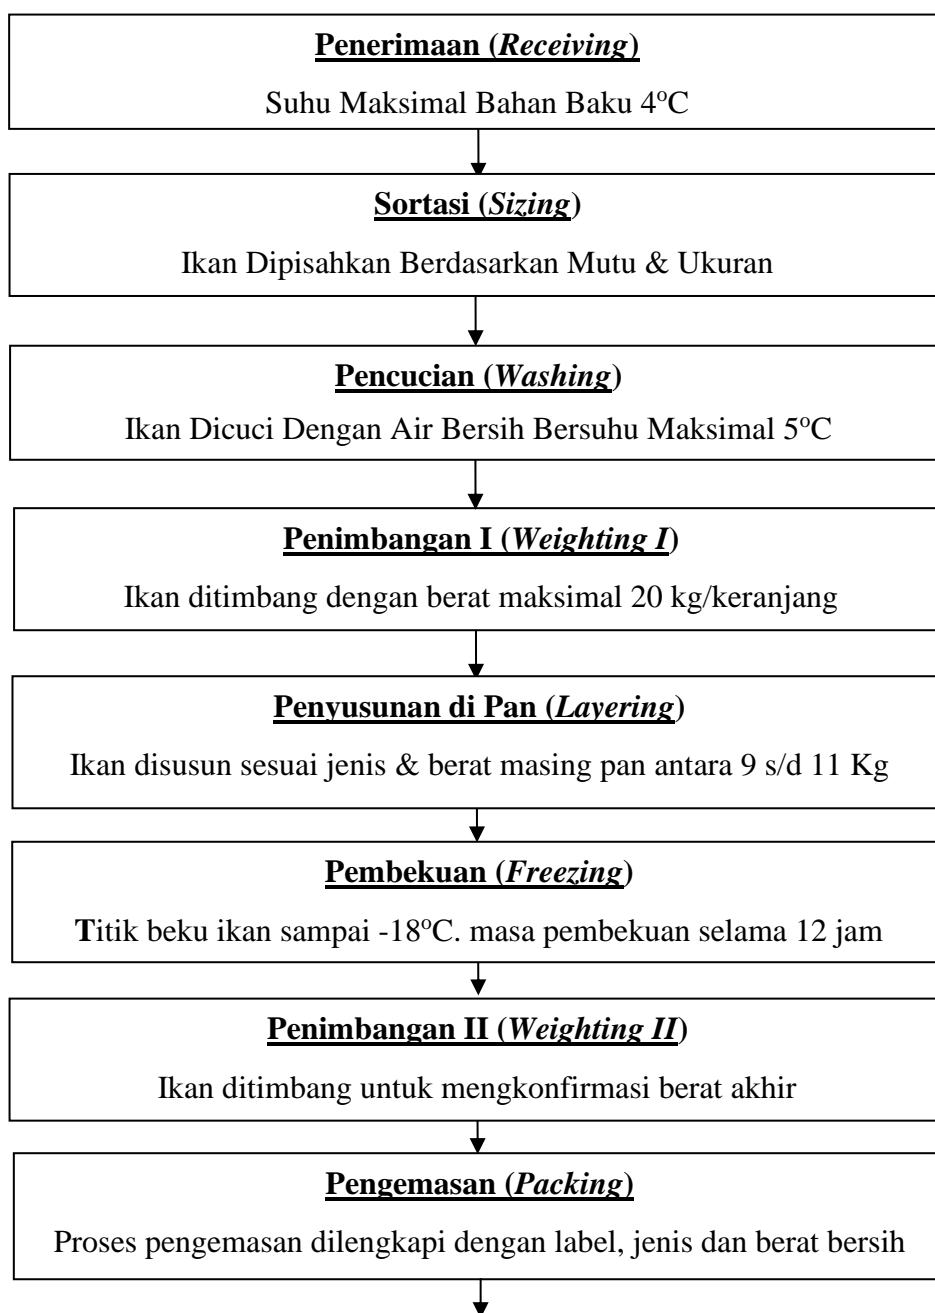 Penerimaan (Receiving)
Suhu Maksimal Bahan Baku 4°C
Sortasi (Sizing)
Ikan Dipisahkan Berdasarkan Mutu & Ukuran
Pencucian (Washing)
Ikan Dicuci Dengan Air Bersih Bersuhu Maksimal 5°C
Penimbangan I (Weighting I)
Ikan ditimbang dengan berat maksimal 20 kg/keranjang
Penyusunan di Pan (Layering)
Ikan disusun sesuai jenis & berat masing pan antara 9 s/d 11 Kg
Pembekuan (Freezing)
Titik beku ikan sampai -18°C. masa pembekuan selama 12 jam
Penimbangan II (Weighting II)
Ikan ditimbang untuk mengkonfirmasi berat akhir
Pengemasan (Packing)
Proses pengemasan dilengkapi dengan label, jenis dan berat bersih